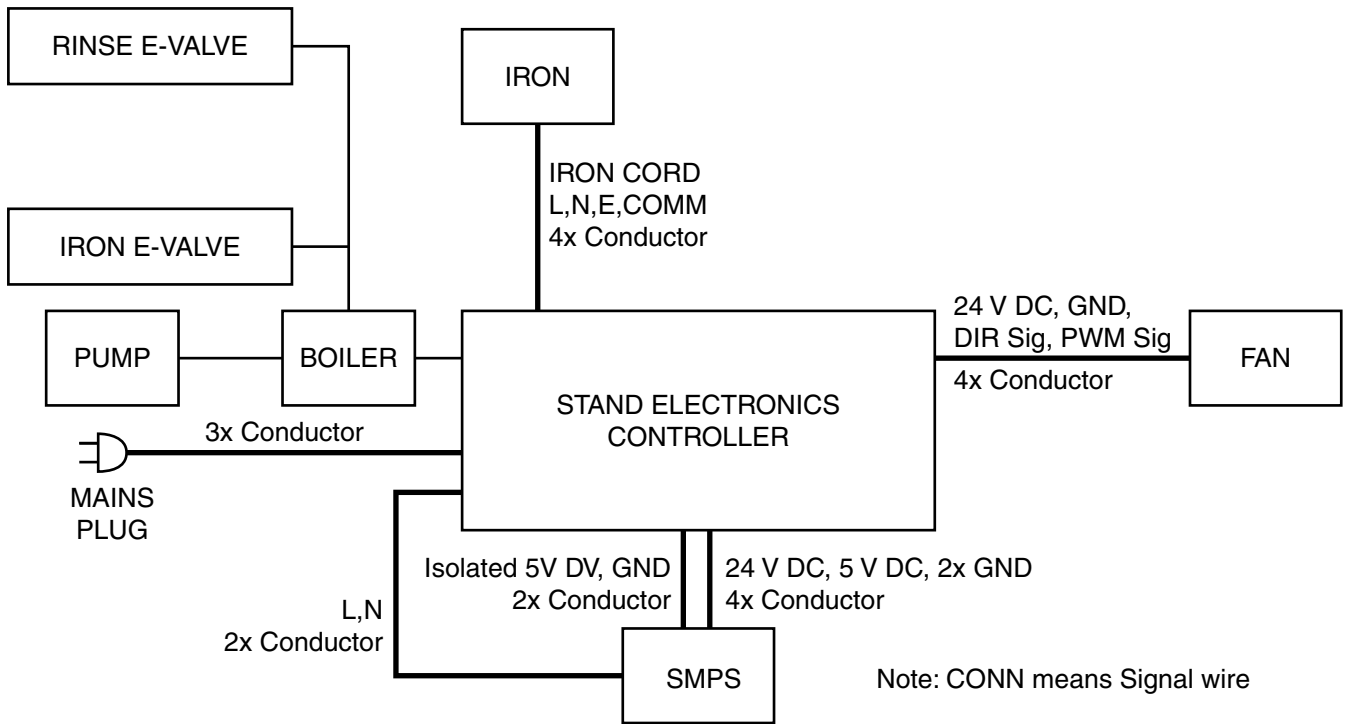 RINSE E-VALVE
IRON
IRON CORD
L,N,E,COMM
4x Conductor
IRON E-VALVE
PUMP
BOILER
24 V DC, GND,
DIR Sig, PWM Sig
4x Conductor
FAN
STAND ELECTRONICS
CONTROLLER
3x Conductor
MAINS
PLUG
Isolated 5V DV, GND
2x Conductor
24 V DC, 5 V DC, 2x GND
4x Conductor
L,N
2x Conductor
SMPS
Note: CONN means Signal wire